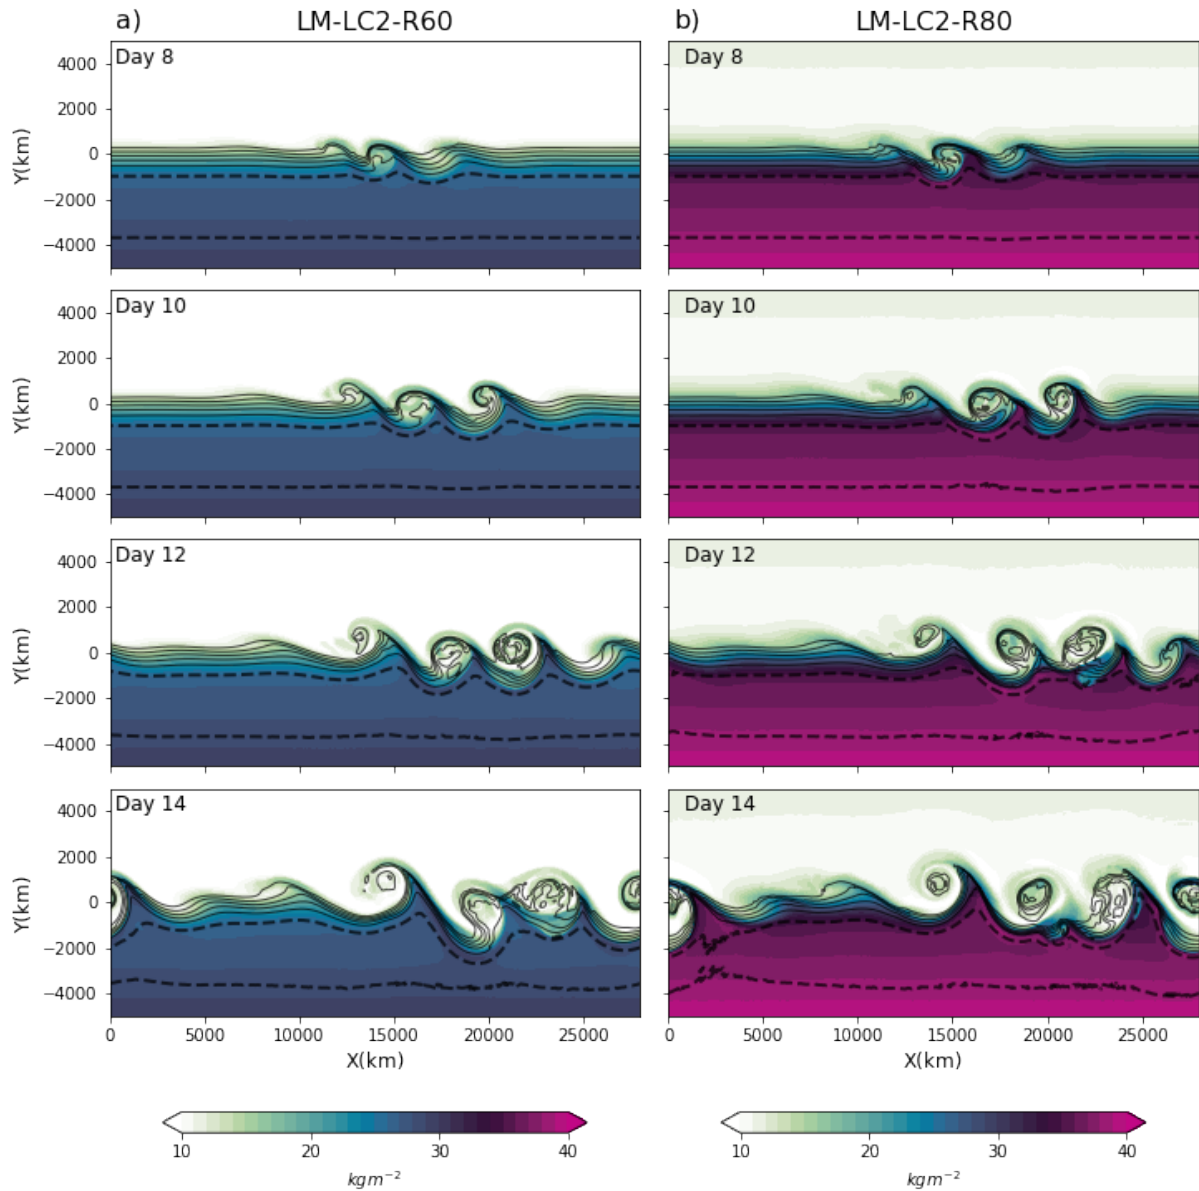 a) LM-LC2-R60 b) LM-LC2-R80
Day 8 Day 8
4000
2000
0
−2000
−4000
Y(km)
Day 10 Day 10
4000
2000
0
−2000
−4000
Y(km)
Day 12 Day 12
4000
2000
0
−2000
−4000
Y(km)
Day 14 Day 14
4000
2000
0
−2000
−4000
Y(km)
0 5000 10000 15000 20000 25000 0 5000 10000 15000 20000 25000
X(km) X(km)
10 20 30 40 10 20 30 40
kgm−2 kgm−2